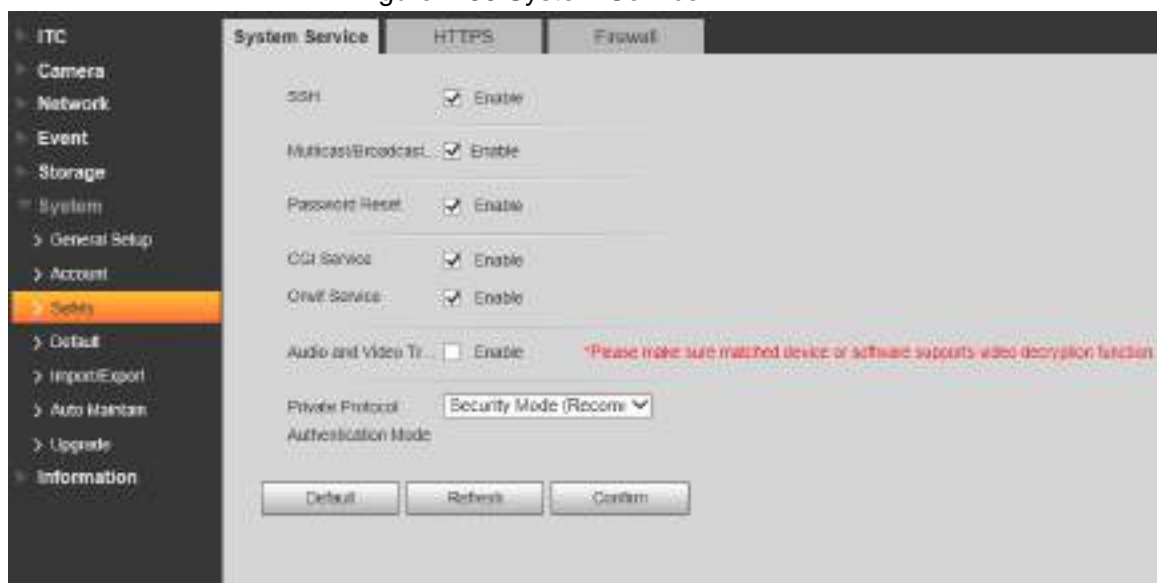 System Service
ITC
System Service HTTPS Firewall
Camera
Network
Event
Storage
System
General Setup
Account
Safety
Default
Import/Export
Auto Maintain
Upgrade
Information
SSH Enable
Multicast/Broadcast... Enable
Password Reset Enable
CGI Service Enable
Onvif Service Enable
Audio and Video Tr... Enable *Please make sure matched device or software supports video decryption function
Private Protocol Security Mode (Recom
Authentication Mode
Default Refresh Confirm